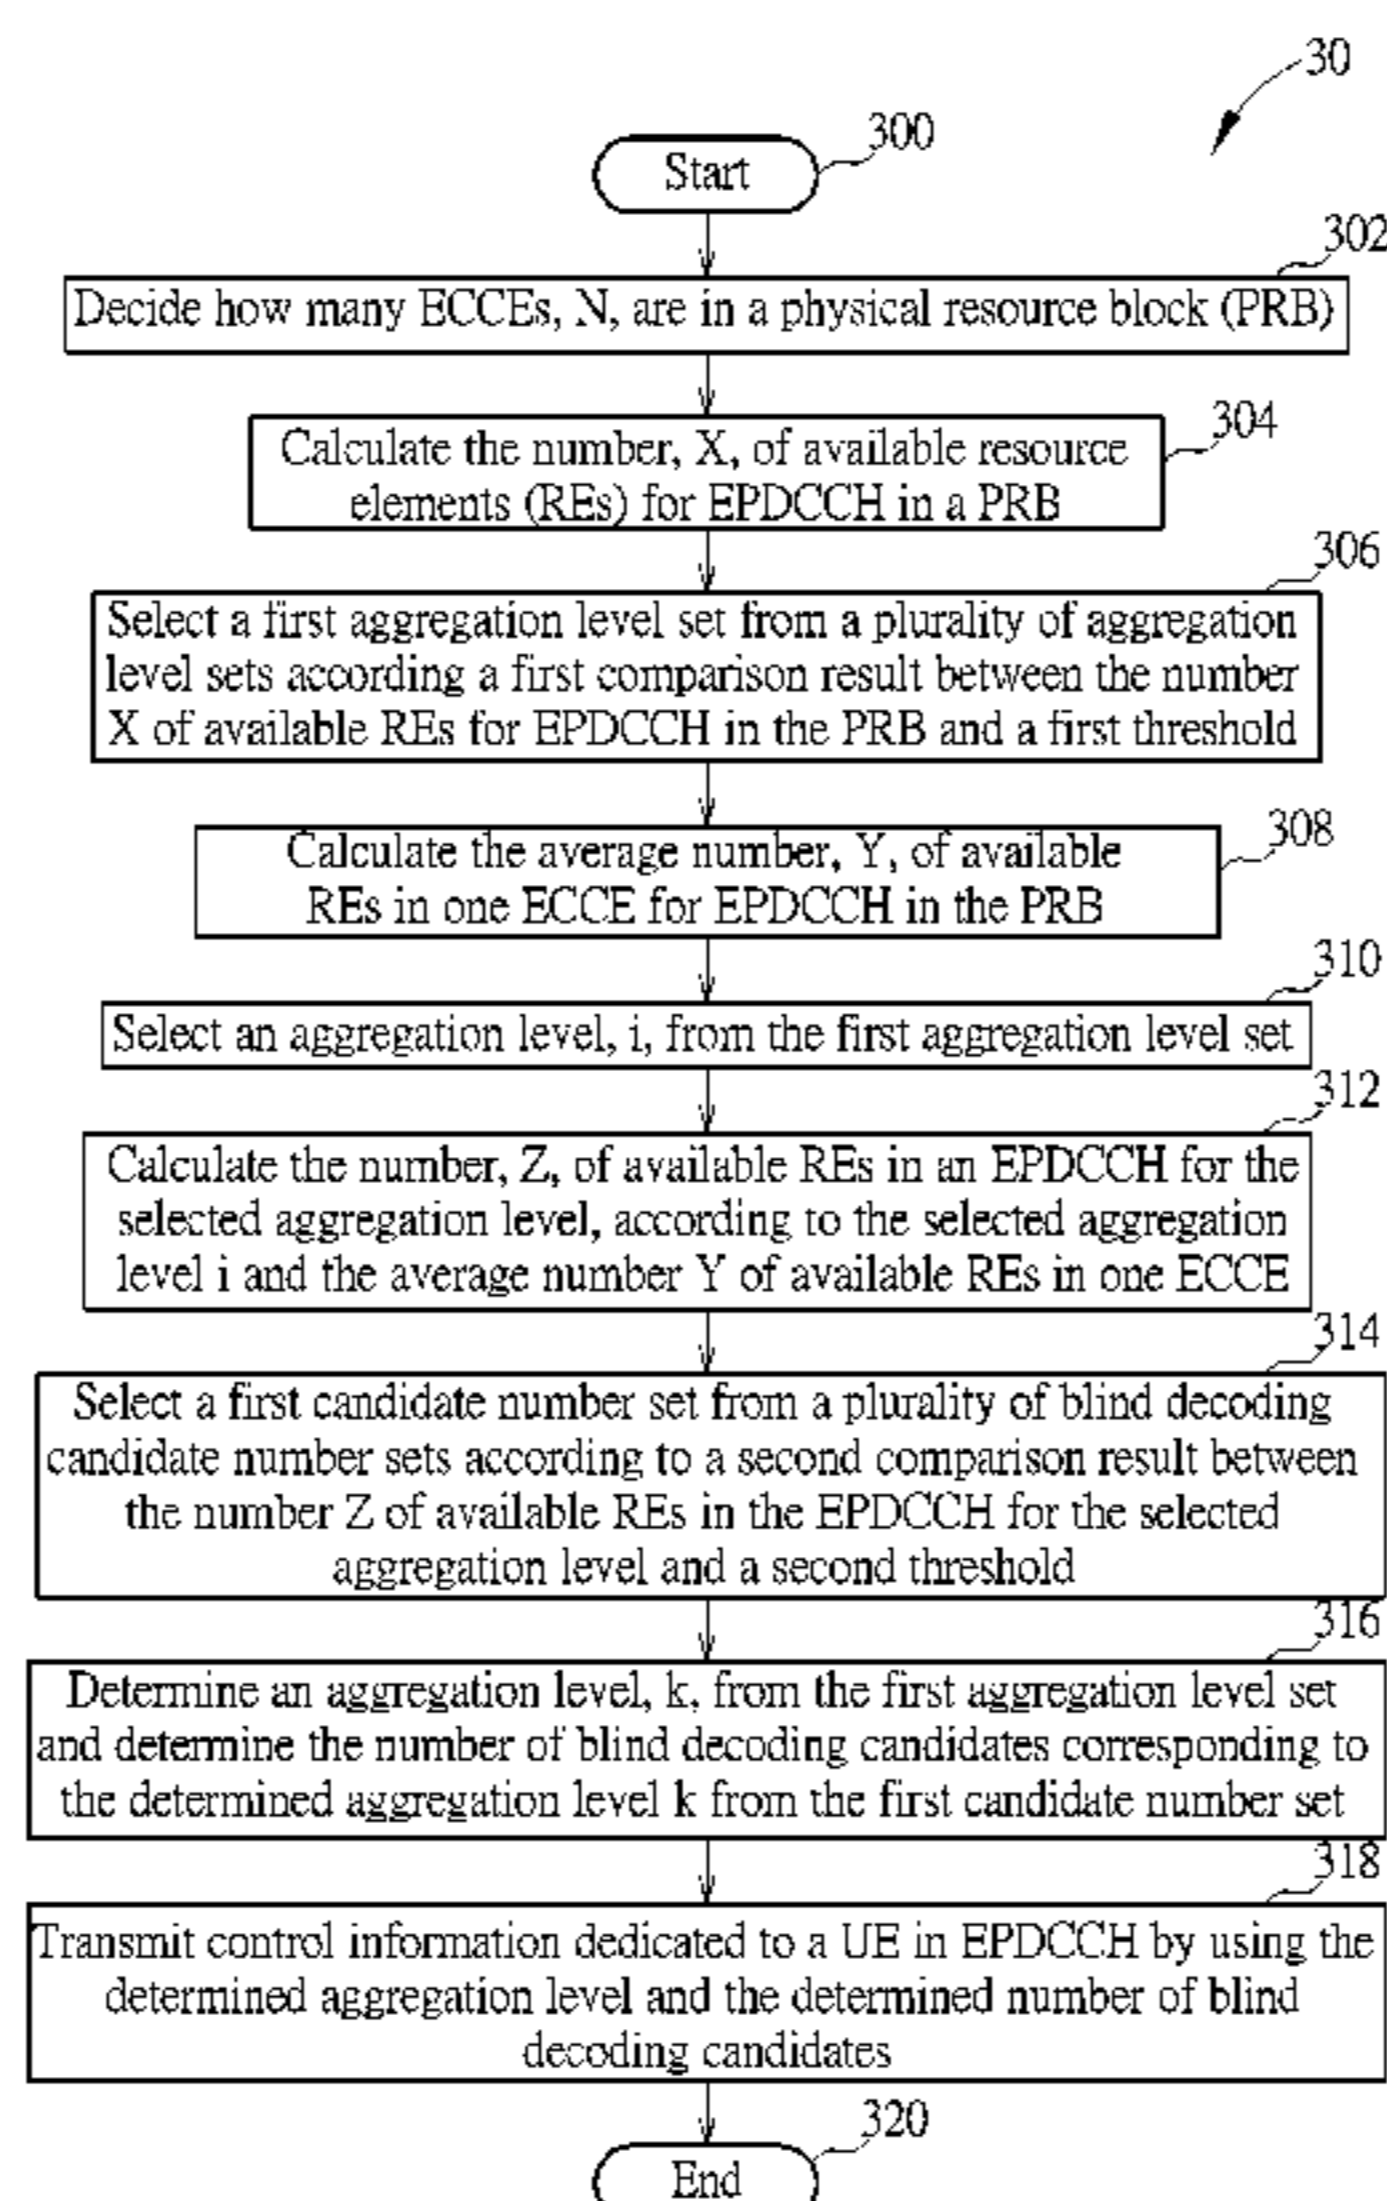 30
300
Start
302
Decide how many ECCEs, N, are in a physical resource block (PRB)
304
Calculate the number, X, of available resource
elements (REs) for EPDCCH in a PRB
306
Select a first aggregation level set from a plurality of aggregation
level sets according a first comparison result between the number
X of available REs for EPDCCH in the PRB and a first threshold
308
Calculate the average number, Y, of available
REs in one ECCE for EPDCCH in the PRB
310
Select an aggregation level, i, from the first aggregation level set
312
Calculate the number, Z, of available REs in an EPDCCH for the
selected aggregation level, according to the selected aggregation
level i and the average number Y of available REs in one ECCE
314
Select a first candidate number set from a plurality of blind decoding
candidate number sets according to a second comparison result between
the number Z of available REs in the EPDCCH for the selected
aggregation level and a second threshold
316
Determine an aggregation level, k, from the first aggregation level set
and determine the number of blind decoding candidates corresponding to
the determined aggregation level k from the first candidate number set
318
Transmit control information dedicated to a UE in EPDCCH by using the
determined aggregation level and the determined number of blind
decoding candidates
320
End